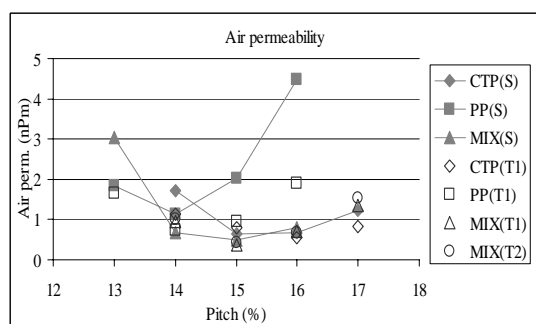 Air permeability
Air perm. (nPm)
5
4
3
2
1
0
12 13 14 15 16 17 18
Pitch (%)
CTP(S)
PP(S)
MIX(S)
CTP(T1)
PP(T1)
MIX(T1)
MIX(T2)